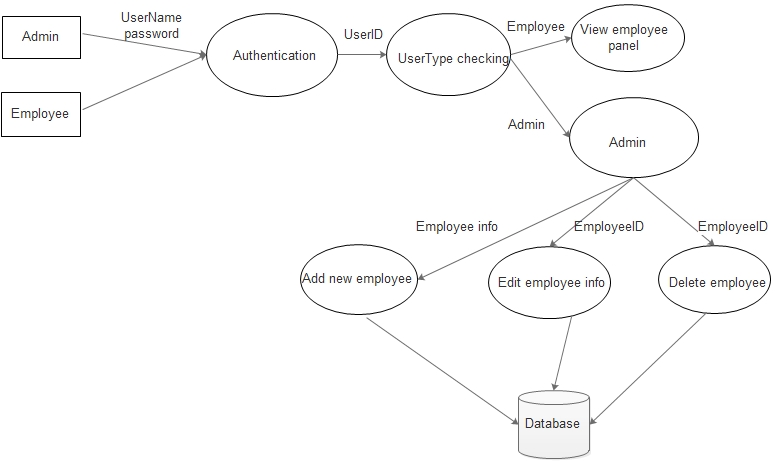 UserName
password
Admin
Employee
Authentication
UserID
UserType checking
Employee
View employee
panel
Admin
Admin
Employee info
EmployeeID
EmployeeID
Add new employee
Edit employee info
Delete employee
Database